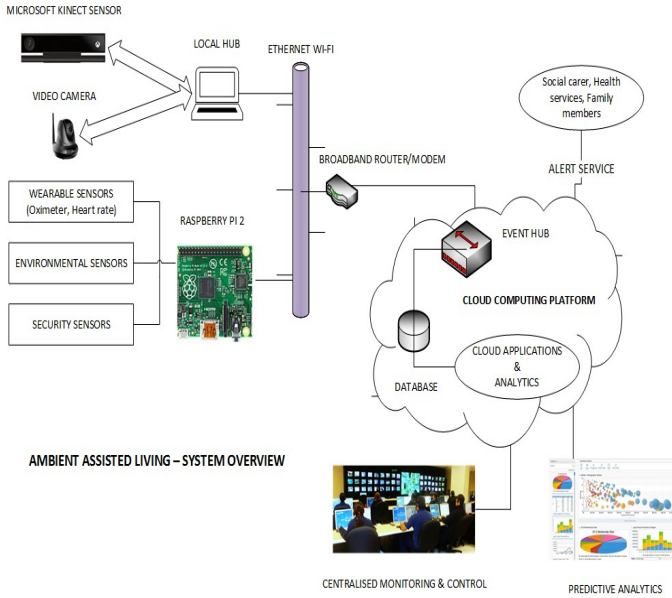 MICROSOFT KINECT SENSOR
LOCAL HUB
ETHERNET WI-FI
VIDEO CAMERA
Social carer, Health
services, Family
members
BROADBAND ROUTER/MODEM
ALERT SERVICE
WEARABLE SENSORS
(Oximeter, Heart rate)
RASPBERRY PI 2
EVENT HUB
ENVIRONMENTAL SENSORS
CLOUD COMPUTING PLATFORM
SECURITY SENSORS
CLOUD APPLICATIONS
&
ANALYTICS
DATABASE
AMBIENT ASSISTED LIVING – SYSTEM OVERVIEW
CENTRALISED MONITORING & CONTROL
PREDICTIVE ANALYTICS